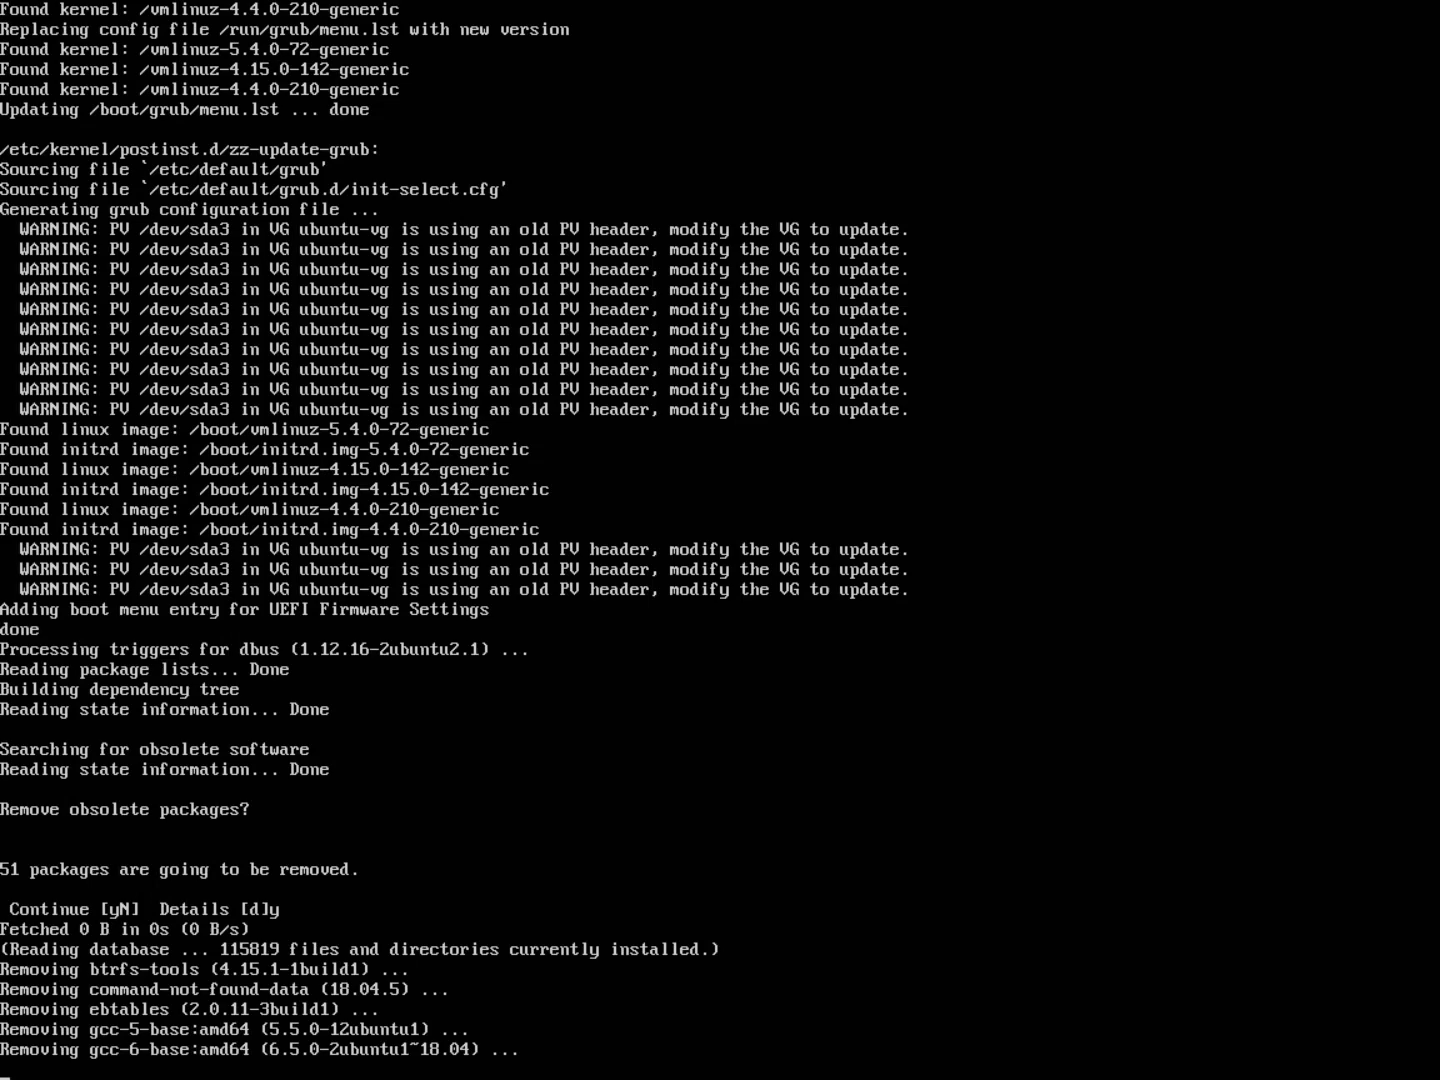 Found kernel: /vmlinuz-4.4.0-210-generic
Replacing config file /run/grub/menu.lst with new version
Found kernel: /vmlinuz-5.4.0-72-generic
Found kernel: /vmlinuz-4.15.0-142-generic
Found kernel: /vmlinuz-4.4.0-210-generic
Updating /boot/grub/menu.lst ... done
/etc/kernel/postinst.d/zz-update-grub:
Sourcing file `/etc/default/grub'
Sourcing file `/etc/default/grub.d/init-select.cfg'
Generating grub configuration file ...
  WARNING: PV /dev/sda3 in VG ubuntu-vg is using an old PV header, modify the VG to update.
  WARNING: PV /dev/sda3 in VG ubuntu-vg is using an old PV header, modify the VG to update.
  WARNING: PV /dev/sda3 in VG ubuntu-vg is using an old PV header, modify the VG to update.
  WARNING: PV /dev/sda3 in VG ubuntu-vg is using an old PV header, modify the VG to update.
  WARNING: PV /dev/sda3 in VG ubuntu-vg is using an old PV header, modify the VG to update.
  WARNING: PV /dev/sda3 in VG ubuntu-vg is using an old PV header, modify the VG to update.
  WARNING: PV /dev/sda3 in VG ubuntu-vg is using an old PV header, modify the VG to update.
  WARNING: PV /dev/sda3 in VG ubuntu-vg is using an old PV header, modify the VG to update.
  WARNING: PV /dev/sda3 in VG ubuntu-vg is using an old PV header, modify the VG to update.
  WARNING: PV /dev/sda3 in VG ubuntu-vg is using an old PV header, modify the VG to update.
Found linux image: /boot/vmlinuz-5.4.0-72-generic
Found initrd image: /boot/initrd.img-5.4.0-72-generic
Found linux image: /boot/vmlinuz-4.15.0-142-generic
Found initrd image: /boot/initrd.img-4.15.0-142-generic
Found linux image: /boot/vmlinuz-4.4.0-210-generic
Found initrd image: /boot/initrd.img-4.4.0-210-generic
  WARNING: PV /dev/sda3 in VG ubuntu-vg is using an old PV header, modify the VG to update.
  WARNING: PV /dev/sda3 in VG ubuntu-vg is using an old PV header, modify the VG to update.
  WARNING: PV /dev/sda3 in VG ubuntu-vg is using an old PV header, modify the VG to update.
Adding boot menu entry for UEFI Firmware Settings
done
Processing triggers for dbus (1.12.16-2ubuntu2.1) ...
Reading package lists... Done
Building dependency tree
Reading state information... Done
Searching for obsolete software
Reading state information... Done
Remove obsolete packages?
51 packages are going to be removed.
 Continue [yN]  Details [d]y
Fetched 0 B in 0s (0 B/s)
(Reading database ... 115819 files and directories currently installed.)
Removing btrfs-tools (4.15.1-1build1) ...
Removing command-not-found-data (18.04.5) ...
Removing ebtables (2.0.11-3build1) ...
Removing gcc-5-base:amd64 (5.5.0-12ubuntu1) ...
Removing gcc-6-base:amd64 (6.5.0-2ubuntu1~18.04) ...